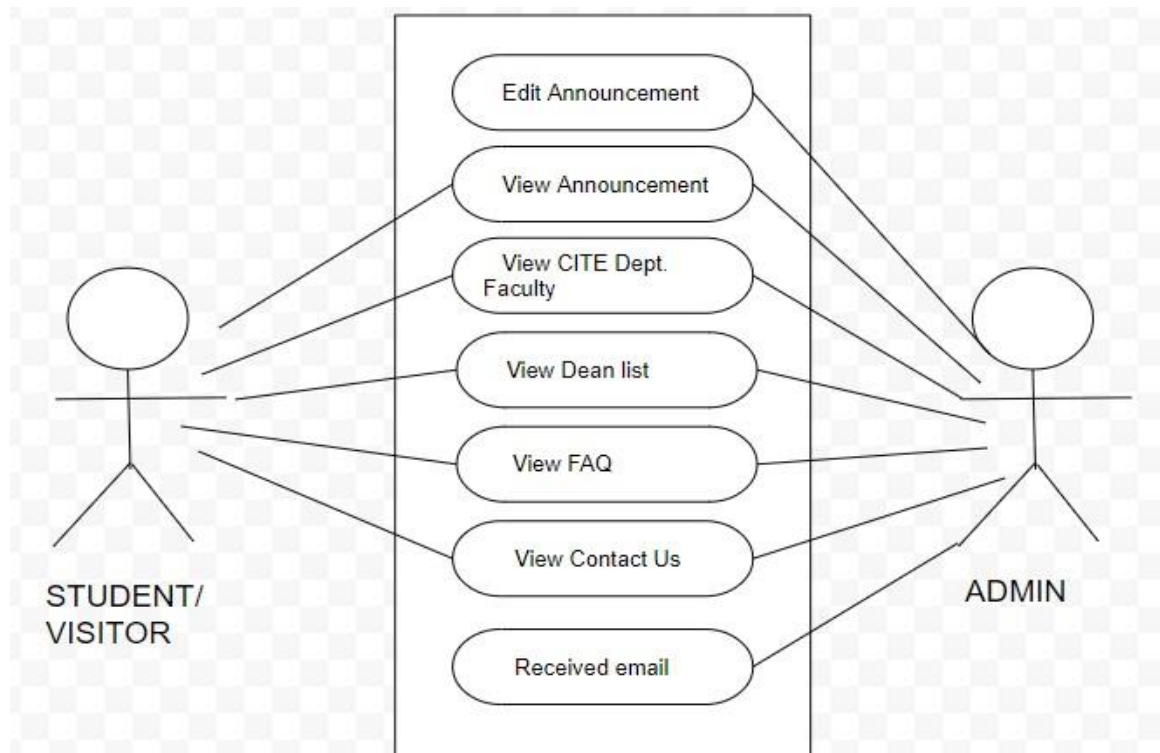 Edit Announcement
View Announcement
View CITE Dept.
Faculty
View Dean list
View FAQ
View Contact Us
Received email
STUDENT/
VISITOR
ADMIN